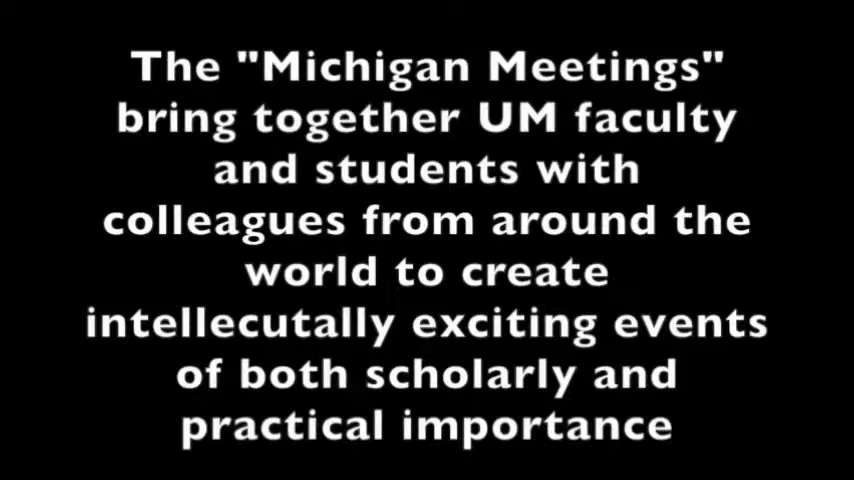 The "Michigan Meetings"
bring together UM faculty
and students with
colleagues from around the
world to create
intellecutally exciting events
of both scholarly and
practical importance